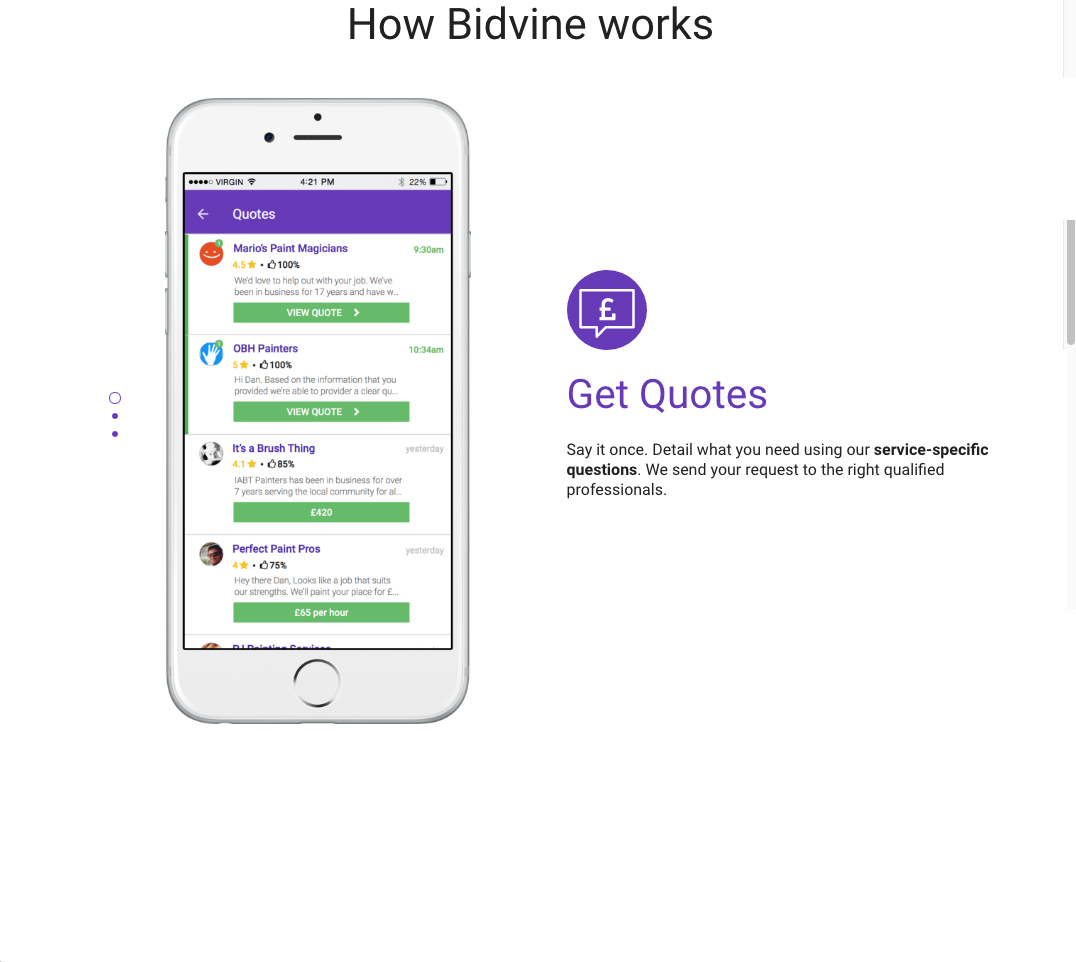 How Bidvine works
VIRGIN 4:21 PM 22%
Quotes
Mario's Paint Magicians 9:30am
4.5 • 100%
We'd love to help out with your job. We've
been in business for 17 years and have w...
VIEW QUOTE
OBH Painters 10:34am
5 • 100%
Hi Dan. Based on the information that you
provided we're able to provider a clear qu...
VIEW QUOTE
It's a Brush Thing yesterday
4.1 • 85%
IABT Painters has been in business for over
7 years serving the local community for al...
£420
Perfect Paint Pros yesterday
4 • 75%
Hey there Dan, Looks like a job that suits
our strengths. We'll paint your place for £...
£65 per hour
£
Get Quotes
Say it once. Detail what you need using our service-specific
questions. We send your request to the right qualified
professionals.